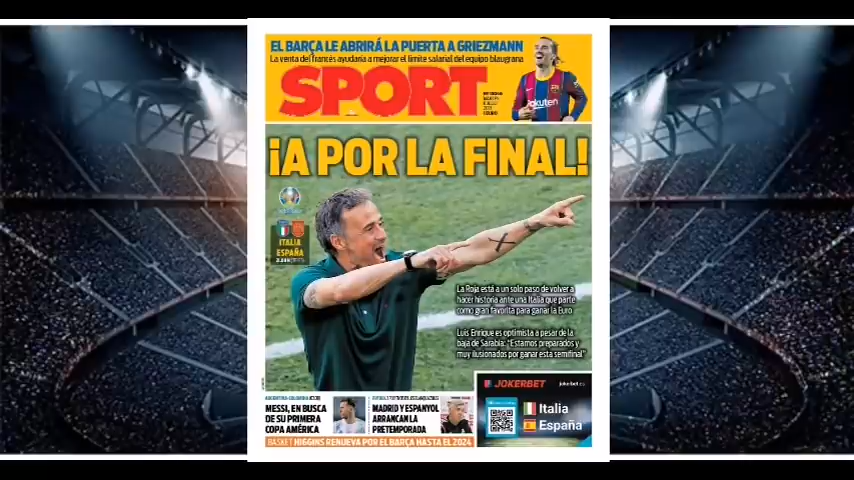 EL BARÇA LE ABRIRÁ LA PUERTA A GRIEZMANN
La venta del francés ayudaría a mejorar el límite salarial del equipo blaugrana
SPORT
Rakuten
¡A POR LA FINAL!
ITALIA
ESPAÑA
La Roja está a un solo paso de volver a
hacer historia ante una Italia que parte
como gran favorita para ganar la Euro
Luis Enrique es optimista a pesar de la
baja de Sarabia: "Estamos preparados y
muy ilusionados por ganar esta semifinal"
MESSI, EN BUSCA
DE SU PRIMERA
COPA AMÉRICA
MADRID Y ESPANYOL
ARRANCAN LA
PRETEMPORADA
JOKERBET
jokerbet.es
Italia
España
BASKET HIGGINS RENUEVA POR EL BARÇA HASTA EL 2024